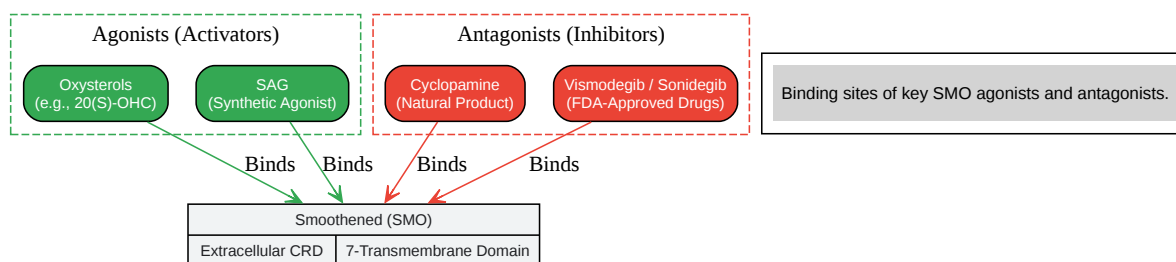 Agonists (Activators)
Antagonists (Inhibitors)
Oxysterols
(e.g., 20(S)-OHC)
SAG
(Synthetic Agonist)
Cyclopamine
(Natural Product)
Vismodegib / Sonidegib
(FDA-Approved Drugs)
Binding sites of key SMO agonists and antagonists.
Binds
Binds
Binds
Binds
Smoothened (SMO)
Extracellular CRD
7-Transmembrane Domain